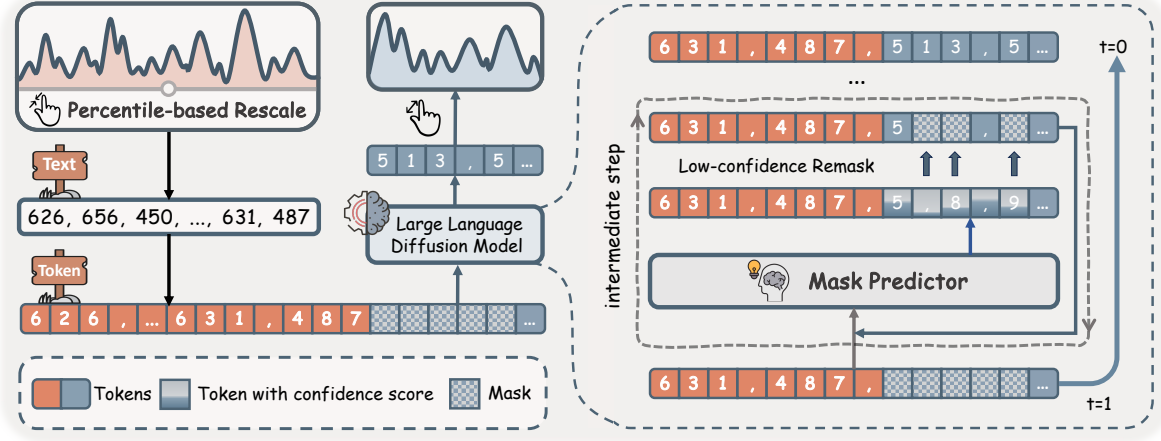 Percentile-based Rescale
Text
626, 656, 450, ..., 631, 487
Token
6 2 6 , ... 6 3 1 , 4 8 7 ...
5 1 3 , 5 ...
Large Language
Diffusion Model
Tokens
Token with confidence score
Mask
6 3 1 , 4 8 7 , 5 1 3 , 5 ...
t=0
...
intermediate step
6 3 1 , 4 8 7 , 5 , ...
Low-confidence Remask
6 3 1 , 4 8 7 , 5 , 8 , 9 ...
Mask Predictor
6 3 1 , 4 8 7 , ...
t=1